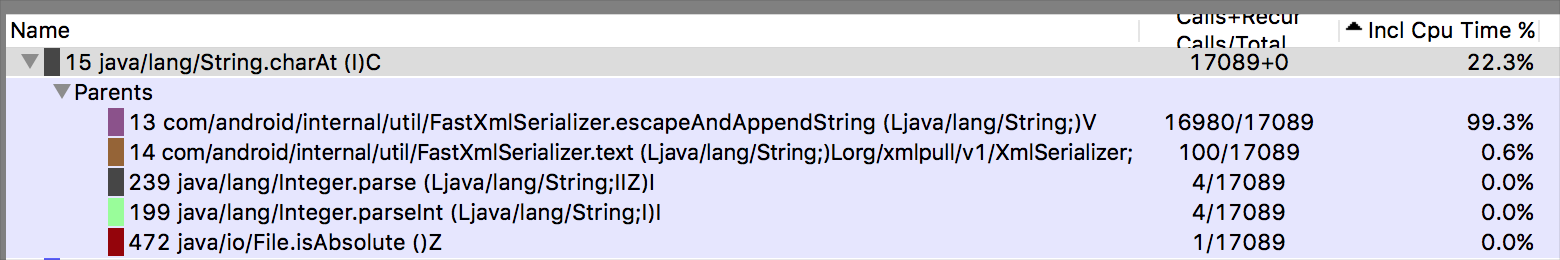 Name Calls+Recur Calls/Total Incl Cpu Time %
15 java/lang/String.charAt (I)C 17089+0 22.3%
Parents
13 com/android/internal/util/FastXmlSerializer.escapeAndAppendString (Ljava/lang/String;)V 16980/17089 99.3%
14 com/android/internal/util/FastXmlSerializer.text (Ljava/lang/String;)Lorg/xmlpull/v1/XmlSerializer; 100/17089 0.6%
239 java/lang/Integer.parse (Ljava/lang/String;IIZ)I 4/17089 0.0%
199 java/lang/Integer.parseInt (Ljava/lang/String;I)I 4/17089 0.0%
472 java/io/File.isAbsolute ()Z 1/17089 0.0%